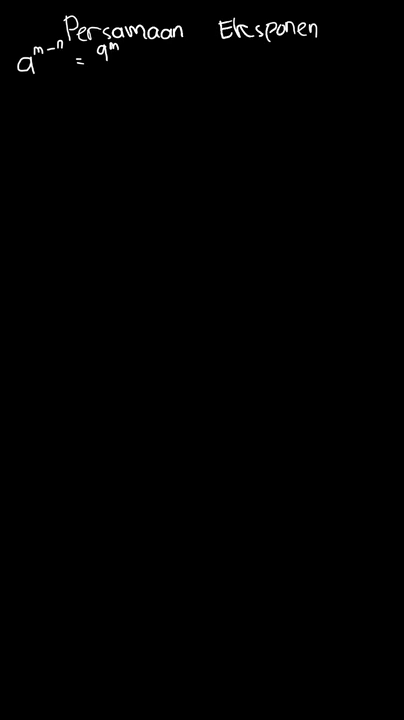 Persamaan Eksponen
a^{m-n} = a^m